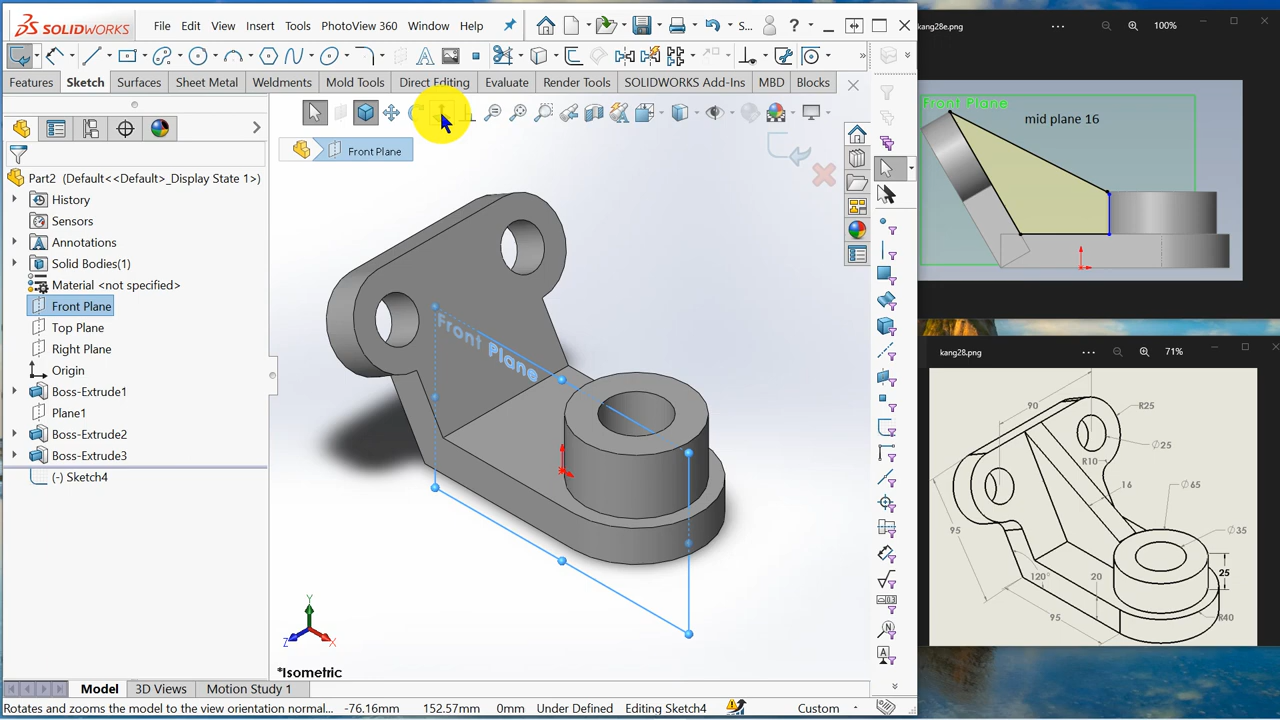 SOLIDWORKS
File
Edit
View
Insert
Tools
PhotoView 360
Window
Help
S...
Features
Sketch
Surfaces
Sheet Metal
Weldments
Mold Tools
Direct Editing
Evaluate
Render Tools
SOLIDWORKS Add-Ins
MBD
Blocks
Front Plane
Part2 (Default<<Default>_Display State 1>)
History
Sensors
Annotations
Solid Bodies(1)
Material <not specified>
Front Plane
Top Plane
Right Plane
Origin
Boss-Extrude1
Plane1
Boss-Extrude2
Boss-Extrude3
(-) Sketch4
Front Plane
Y
Z
X
*Isometric
Model
3D Views
Motion Study 1
Rotates and zooms the model to the view orientation normal...
-76.16mm
152.57mm
0mm
Under Defined
Editing Sketch4
Custom
kang28e.png
100%
Front Plane
mid plane 16
kang28.png
71%
90
R25
Ø25
R10
16
Ø65
95
Ø35
25
120°
20
R40
95